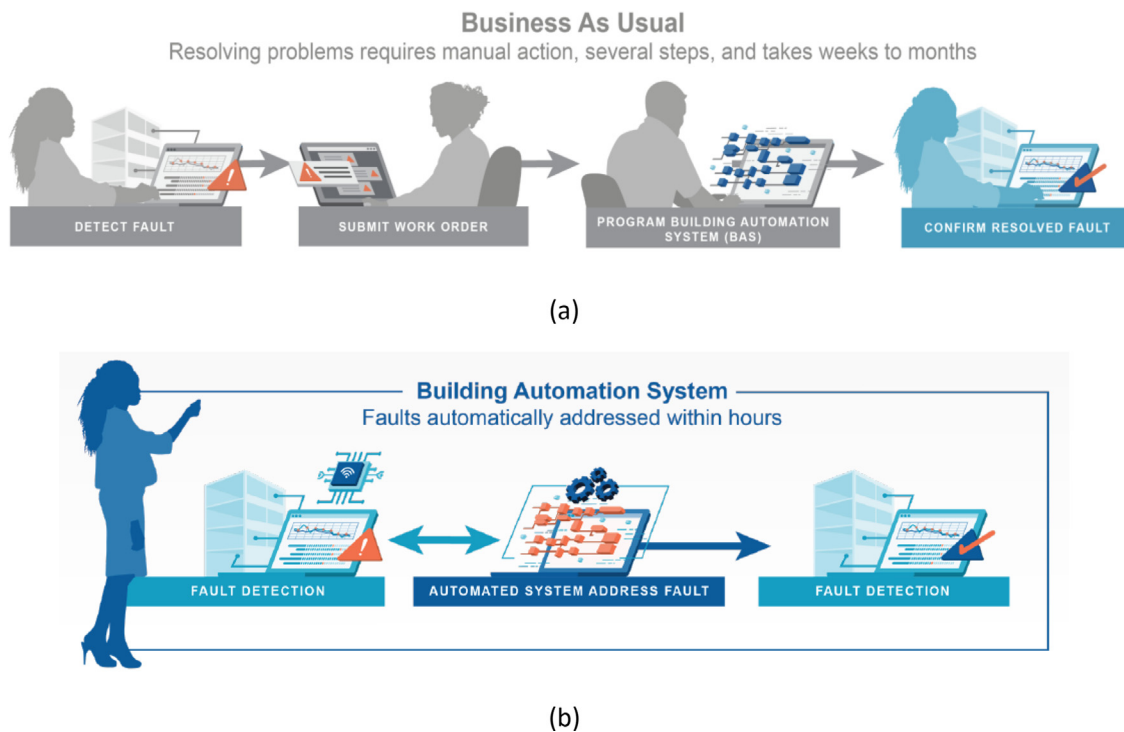 Business As Usual
Resolving problems requires manual action, several steps, and takes weeks to months
DETECT FAULT
SUBMIT WORK ORDER
PROGRAM BUILDING AUTOMATION
SYSTEM (BAS)
CONFIRM RESOLVED FAULT
(a)
Building Automation System
Faults automatically addressed within hours
FAULT DETECTION
AUTOMATED SYSTEM ADDRESS FAULT
FAULT DETECTION
(b)